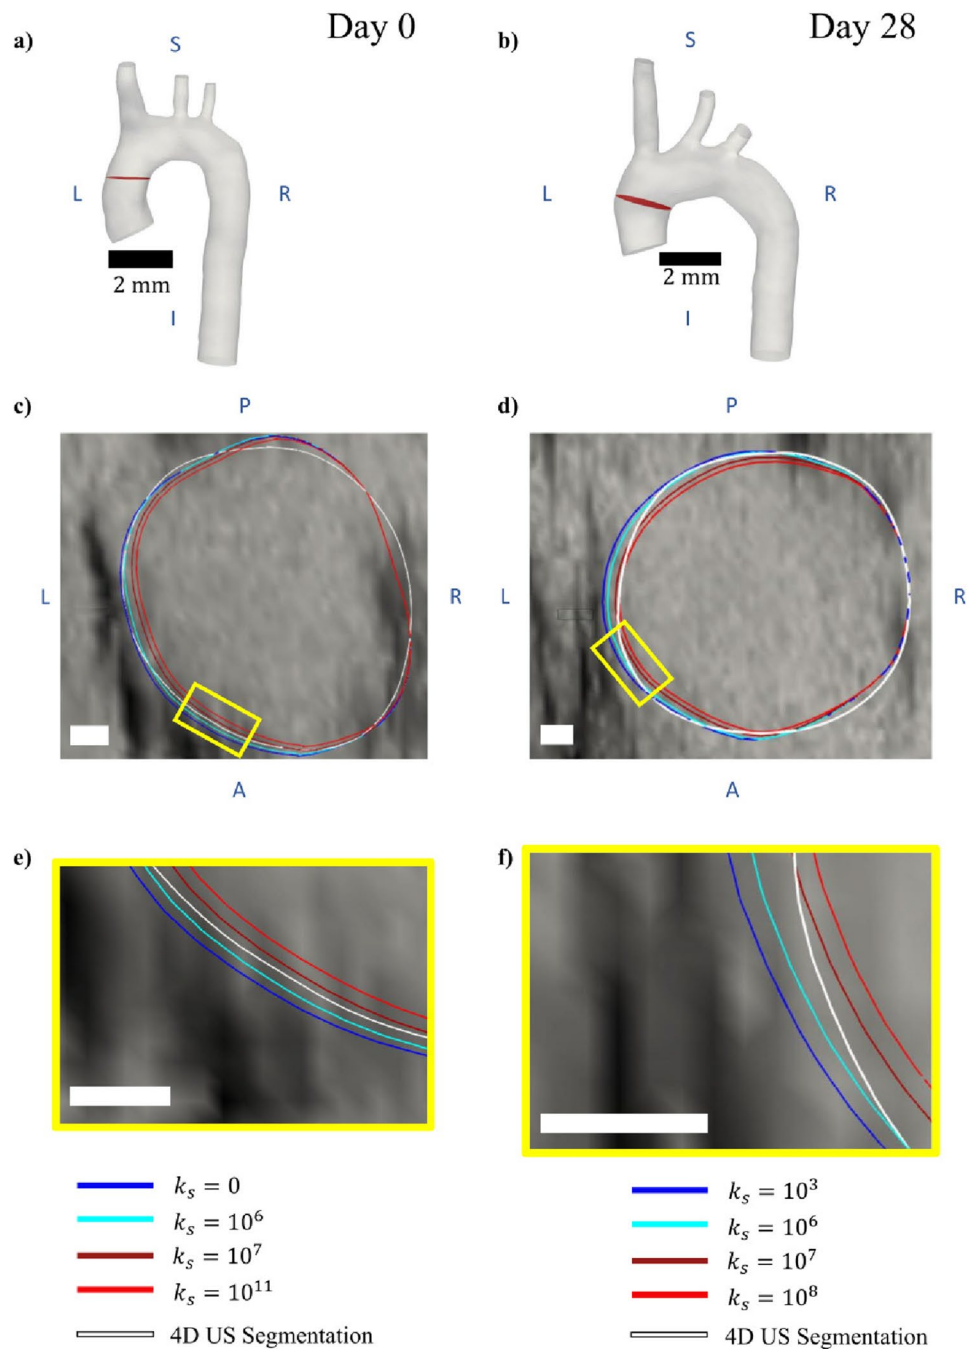 Day 0
Day 28
a)
b)
S
S
L
R
L
R
2 mm
2 mm
I
I
c)
d)
P
P
L
R
L
R
A
A
e)
f)
k_s = 0
k_s = 10^6
k_s = 10^7
k_s = 10^11
4D US Segmentation
k_s = 10^3
k_s = 10^6
k_s = 10^7
k_s = 10^8
4D US Segmentation